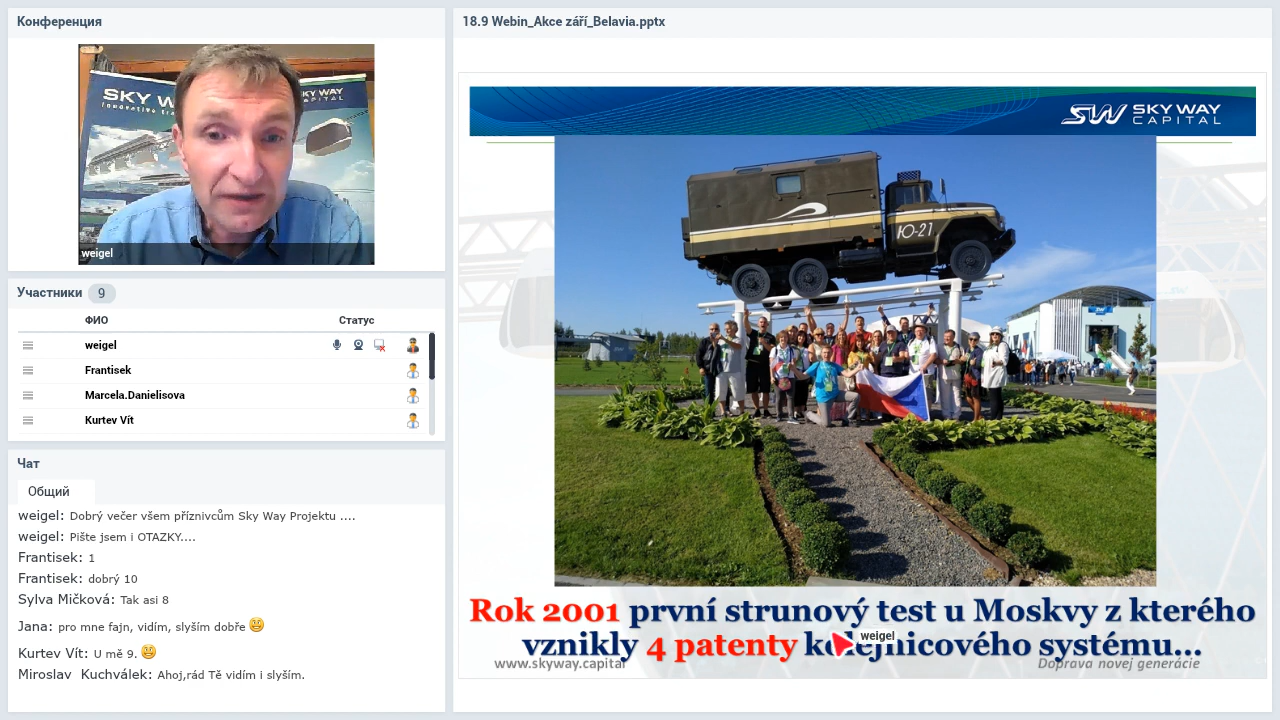 Конференция
SKY W
KY WAY
CAPITAL
weigel
Участники 9
ФИО Статус
weigel
Frantisek
Marcela.Danielisova
Kurtev Vít
Чат
Общий
weigel: Dobrý večer všem příznivcům Sky Way Projektu ....
weigel: Pište jsem i OTAZKY....
Frantisek: 1
Frantisek: dobrý 10
Sylva Mičková: Tak asi 8
Jana: pro mne fajn, vidím, slyším dobře
Kurtev Vít: U mě 9.
Miroslav Kuchválek: Ahoj,rád Tě vidím i slyším.
18.9 Webin_Akce září_Belavia.pptx
SW SKY WAY
CAPITAL
Ю-21
Rok 2001 první strunový test u Moskvy z kterého
vznikly 4 patenty kolejnicového systému...
weigel
www.skyway.capital
Doprava novej generácie